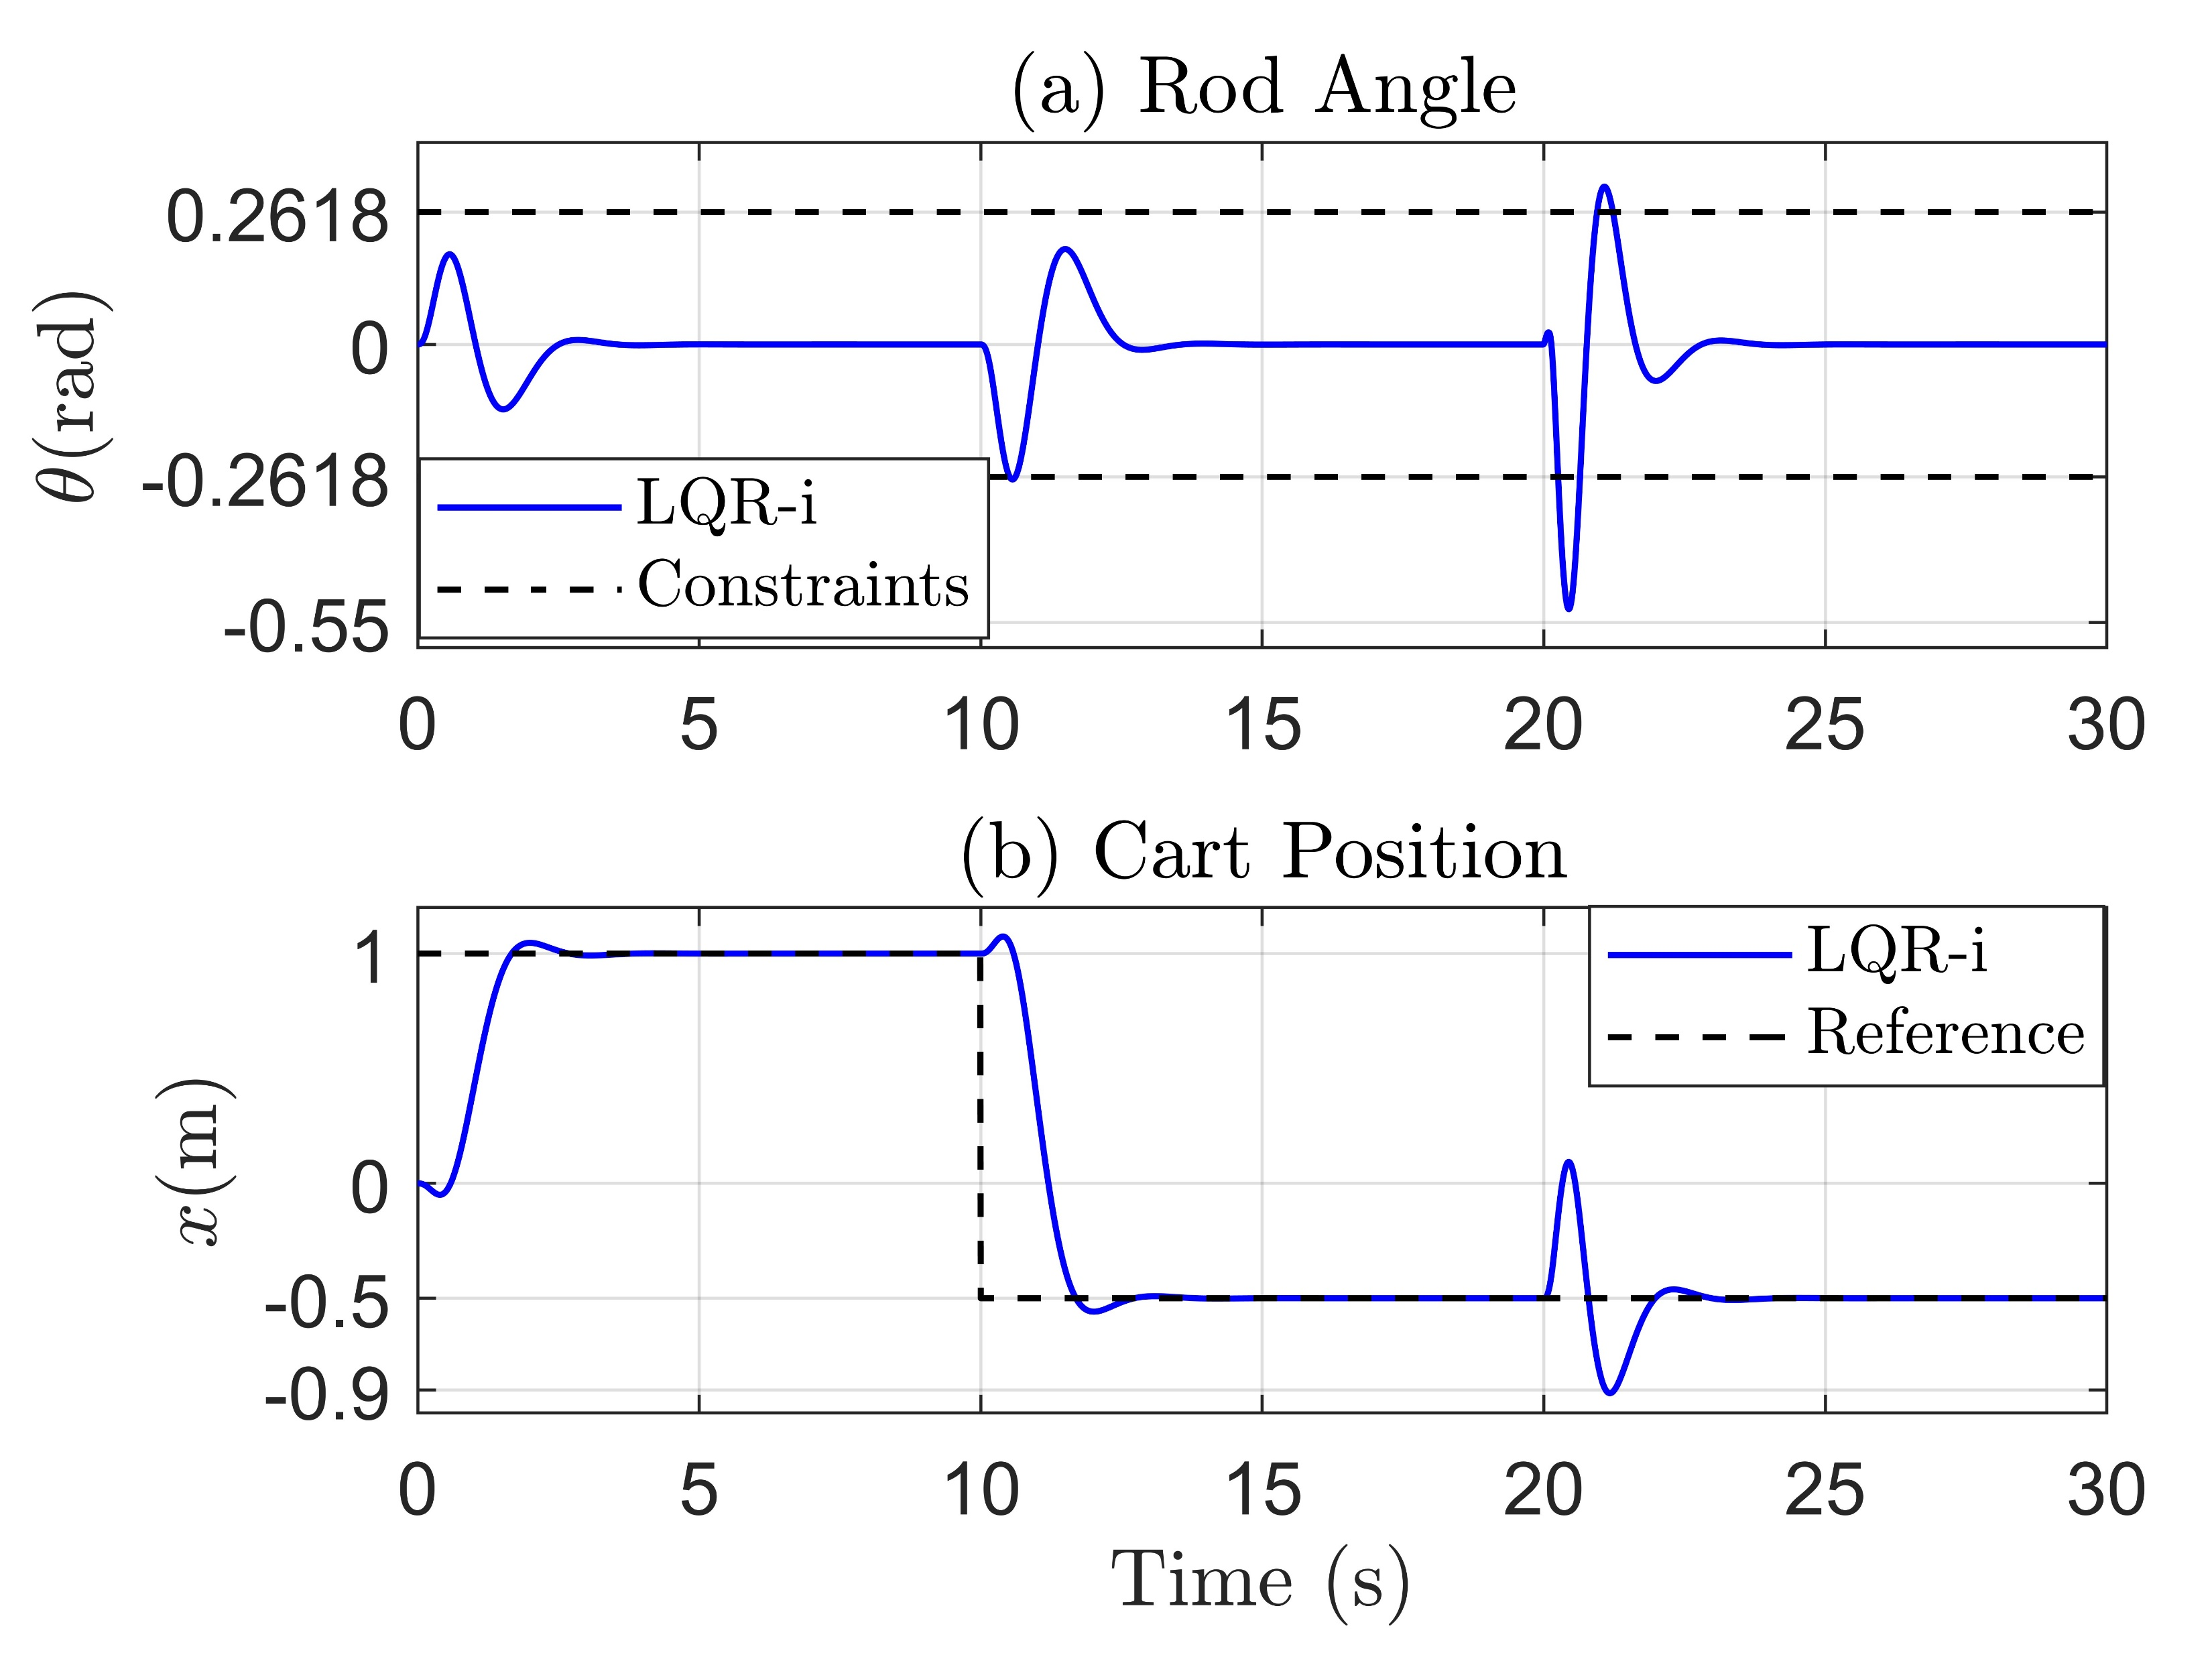 (a) Rod Angle
0.2618
0
-0.2618
-0.55
θ(rad)
LQR-i
Constraints
0 5 10 15 20 25 30
(b) Cart Position
1
0
-0.5
-0.9
x(m)
LQR-i
Reference
0 5 10 15 20 25 30
Time (s)